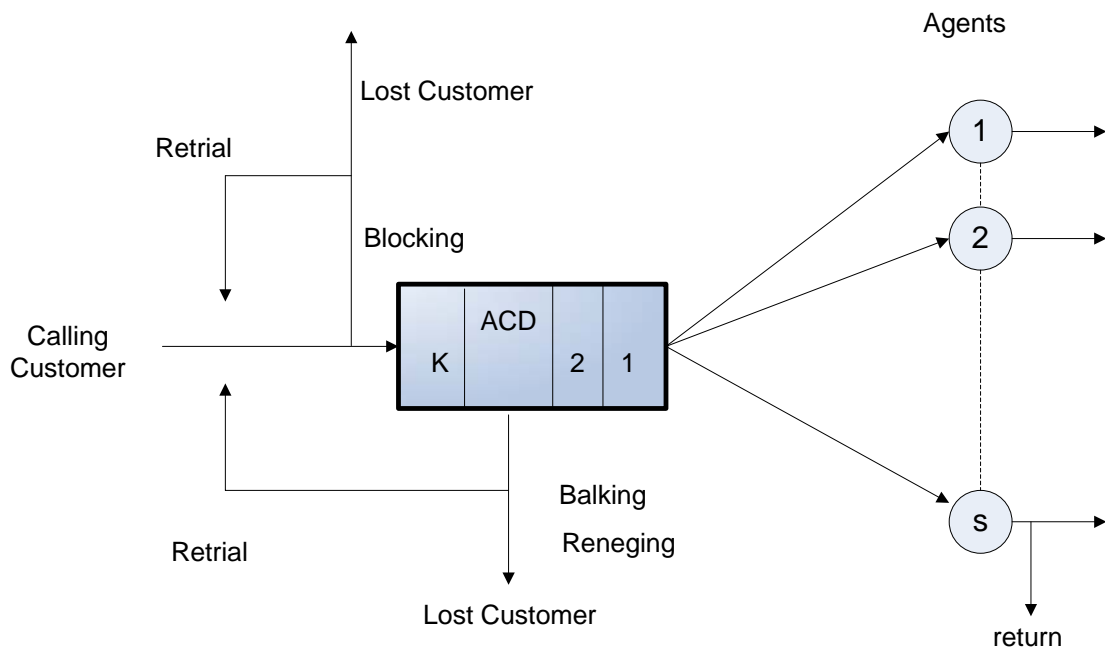 Agents
Lost Customer
1
Retrial
2
Blocking
Calling
Customer
ACD
K 2 1
Balking
s
Reneging
Retrial
Lost Customer
return